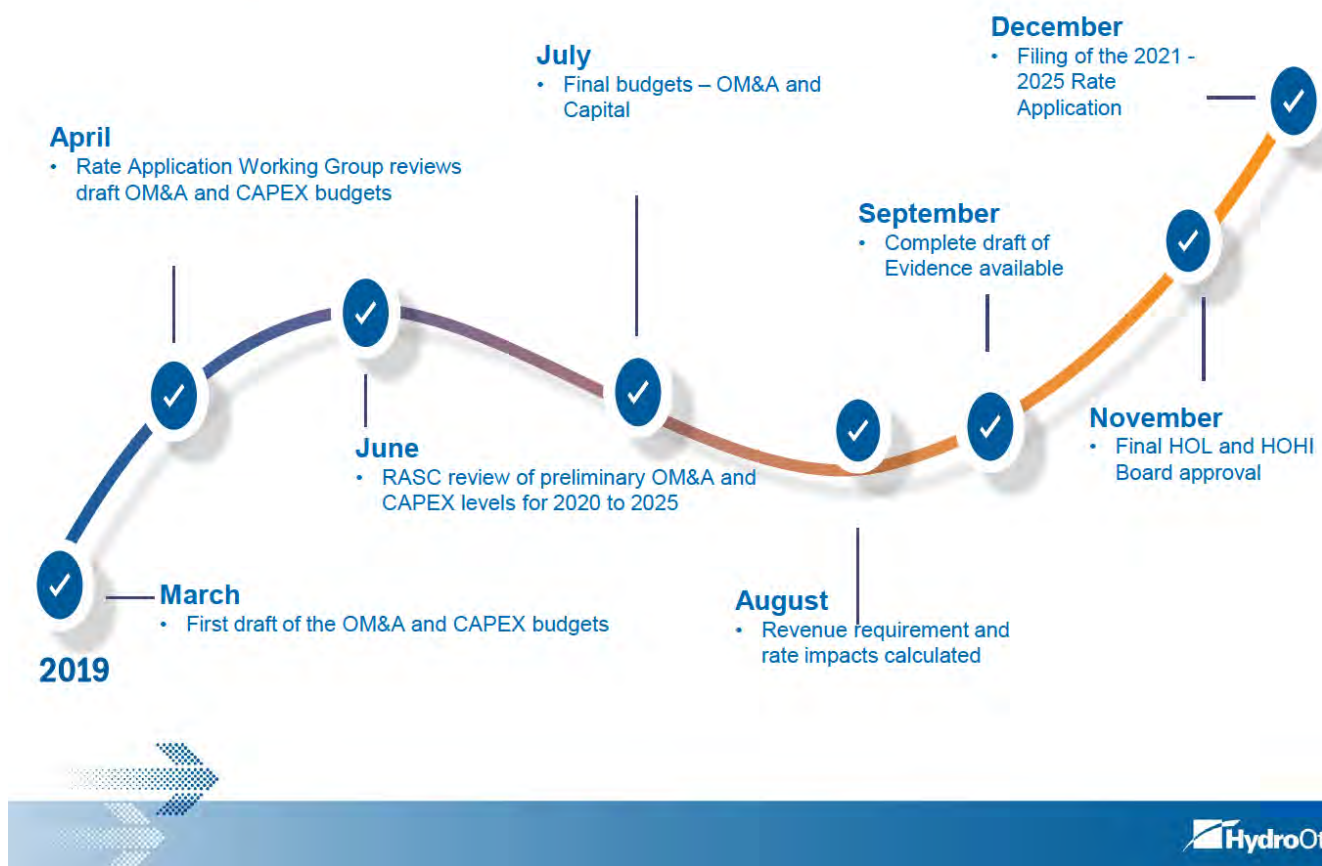 December
• Filing of the 2021 -
2025 Rate
Application
July
• Final budgets – OM&A and
Capital
April
• Rate Application Working Group reviews
draft OM&A and CAPEX budgets
September
• Complete draft of
Evidence available
November
• Final HOL and HOHI
Board approval
June
• RASC review of preliminary OM&A and
CAPEX levels for 2020 to 2025
March
• First draft of the OM&A and CAPEX budgets
August
• Revenue requirement and
rate impacts calculated
2019
HydroOt